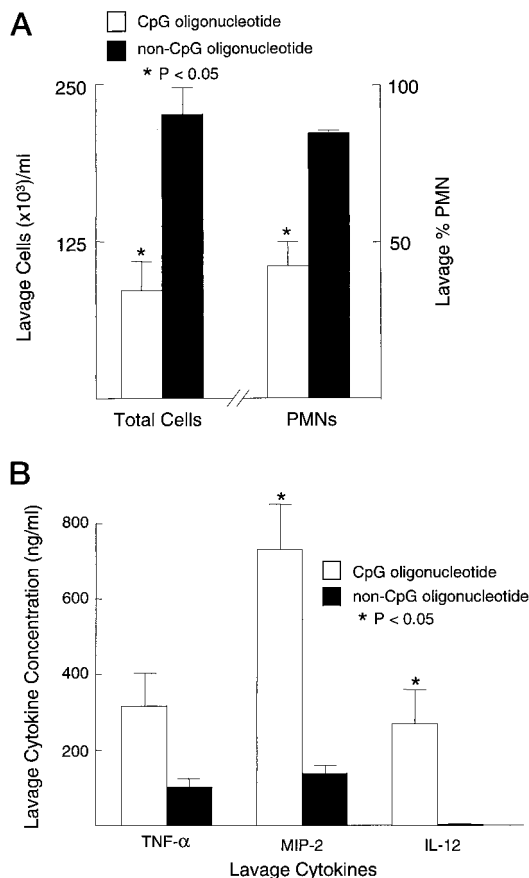 A
CpG oligonucleotide
non-CpG oligonucleotide
* P < 0.05
250
125
Lavage Cells (x10³)/ml
100
50
Lavage % PMN
*
*
Total Cells
PMNs
B
800
600
400
200
Lavage Cytokine Concentration (ng/ml)
*
CpG oligonucleotide
non-CpG oligonucleotide
* P < 0.05
*
TNF-α
MIP-2
IL-12
Lavage Cytokines